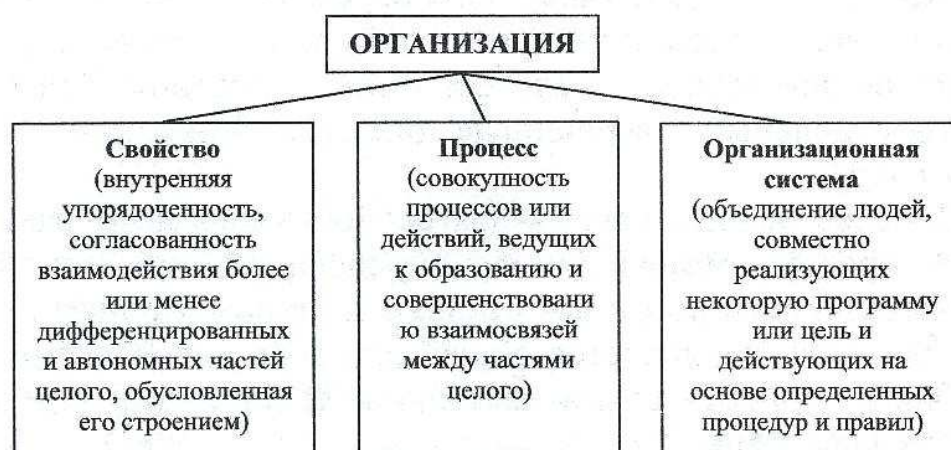 ОРГАНИЗАЦИЯ
Свойство
(внутренняя
упорядоченность,
согласованность
взаимодействия более
или менее
дифференцированных
и автономных частей
целого, обусловленная
его строением)
Процесс
(совокупность
процессов или
действий, ведущих
к образованию и
совершенствовани
ю взаимосвязей
между частями
целого)
Организационная
система
(объединение людей,
совместно
реализующих
некоторую программу
или цель и
действующих на
основе определенных
процедур и правил)